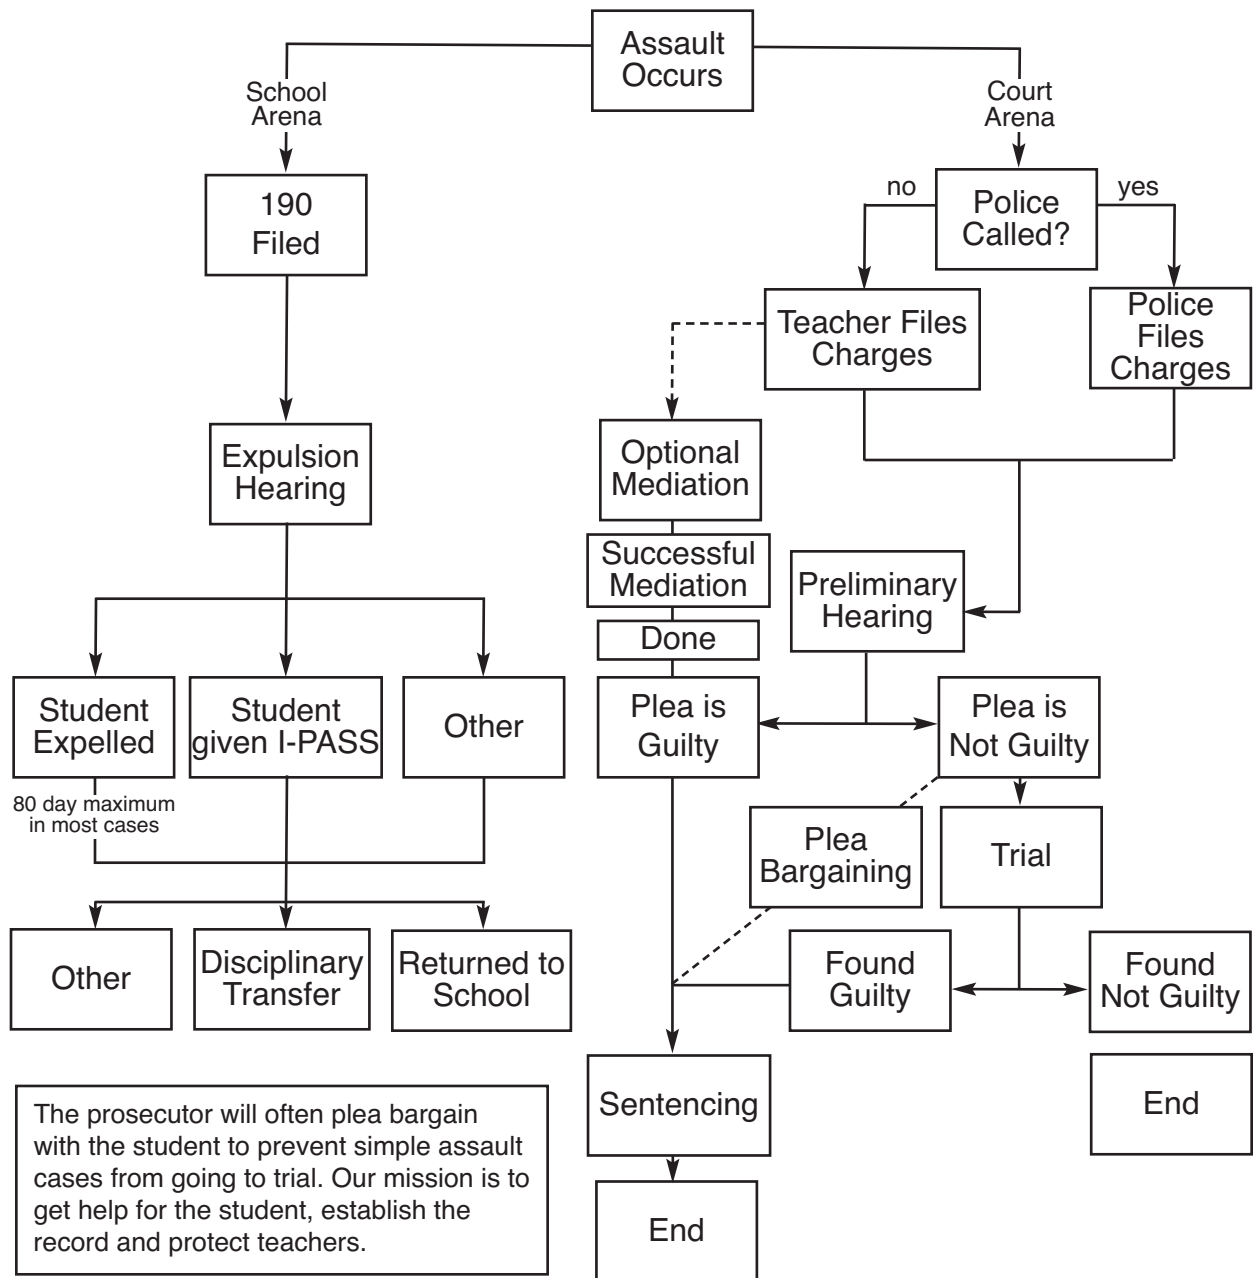 Assault
Occurs
School
Arena
Court
Arena
190
Filed
no
Police
Called?
yes
Teacher Files
Charges
Police
Files
Charges
Expulsion
Hearing
Optional
Mediation
Successful
Mediation
Done
Preliminary
Hearing
Student
Expelled
Student
given I-PASS
Other
Plea is
Guilty
Plea is
Not Guilty
80 day maximum
in most cases
Plea
Bargaining
Trial
Other
Disciplinary
Transfer
Returned to
School
Found
Guilty
Found
Not Guilty
Sentencing
End
End
The prosecutor will often plea bargain
with the student to prevent simple assault
cases from going to trial. Our mission is to
get help for the student, establish the
record and protect teachers.